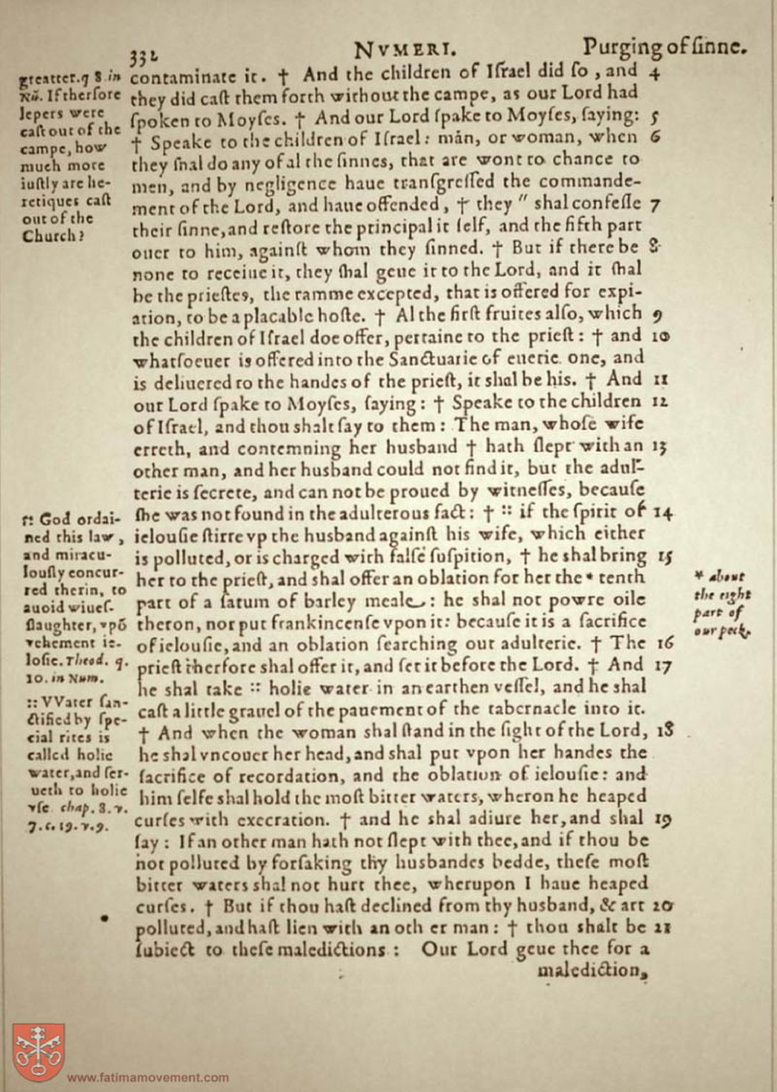 332 NVMERI. Purging of ſinne.
greatter. q 8. in
Nū. If therfore
lepers were
caſt out of the
campe, how
much more
iuſtly are he-
retiques caſt
out of the
Church?
contaminate it. † And the children of Iſrael did ſo, and 4
they did caſt them forth without the campe, as our Lord had
ſpoken to Moyſes. † And our Lord ſpake to Moyſes, ſaying: 5
† Speake to the children of Iſrael: man, or woman, when 6
they ſhal do any of al the ſinnes, that are wont to chance to
men, and by negligence haue tranſgreſſed the commande-
ment of the Lord, and haue offended, † they " shal confeſſe 7
their ſinne, and reſtore the principal it ſelf, and the fifth part
ouer to him, againſt whom they ſinned. † But if there be 8
none to receiue it, they ſhal geue it to the Lord, and it ſhal
be the prieſtes, the ramme excepted, that is offered for expi-
ation, to be a placable hoſte. † Al the firſt fruites alſo, which 9
the children of Iſrael doe offer, pertaine to the prieſt: † and 10
whatſoeuer is offered into the Sanctuarie of euerie one, and
is deliuered to the handes of the prieſt, it shal be his. † And 11
our Lord ſpake to Moyſes, ſaying: † Speake to the children 12
of Iſrael, and thou shalt ſay to them: The man, whoſe wife
erreth, and contemning her husband † hath ſlept with an 13
other man, and her husband could not find it, but the adul-
terie is ſecrete, and can not be proued by witneſſes, becauſe
ſhe was not found in the adulterous fact: † :: if the ſpirit of 14
ielouſie ſtirre vp the husband againſt his wife, which either
is polluted, or is charged with falſe ſuſpition, † he shal bring 15
her to the prieſt, and shal offer an oblation for her the * tenth
part of a ſatum of barley meale: he shal not powre oile
theron, nor put frankincenſe vpon it: becauſe it is a ſacrifice
of ielouſie, and an oblation ſearching out adulterie. † The 16
prieſt therfore shal offer it, and ſet it before the Lord. † And 17
he shal take :: holie water in an earthen veſſel, and he shal
caſt a little grauel of the pauement of the tabernacle into it.
† And when the woman shal ſtand in the ſight of the Lord, 18
he shal vncouer her head, and shal put vpon her handes the
ſacrifice of recordation, and the oblation of ielouſie: and
him ſelfe shal hold the moſt bitter waters, wheron he heaped
curſes with execration. † and he shal adiure her, and shal 19
ſay: If an other man hath not ſlept with thee, and if thou be
not polluted by forſaking thy husbandes bedde, theſe moſt
bitter waters shal not hurt thee, wherupon I haue heaped
curſes. † But if thou haſt declined from thy husband, & art 20
polluted, and haſt lien with an oth er man: † thou shalt be 21
ſubiect to theſe maledictions: Our Lord geue thee for a
malediction,
:: God ordai-
ned this law,
and miracu-
louſly concur-
red therin, to
auoid wiueſ-
ſlaughter, vpō
vehement ie-
loſie. Theod. q.
10. in Num.
:: VVater ſan-
ctified by ſpe-
cial rites is
called holie
water, and ſer-
ueth to holie
vſe. chap. 8. v.
7. c. 19. v. 9.
* about
the eight
part of
our peck.
www.fatimamovement.com